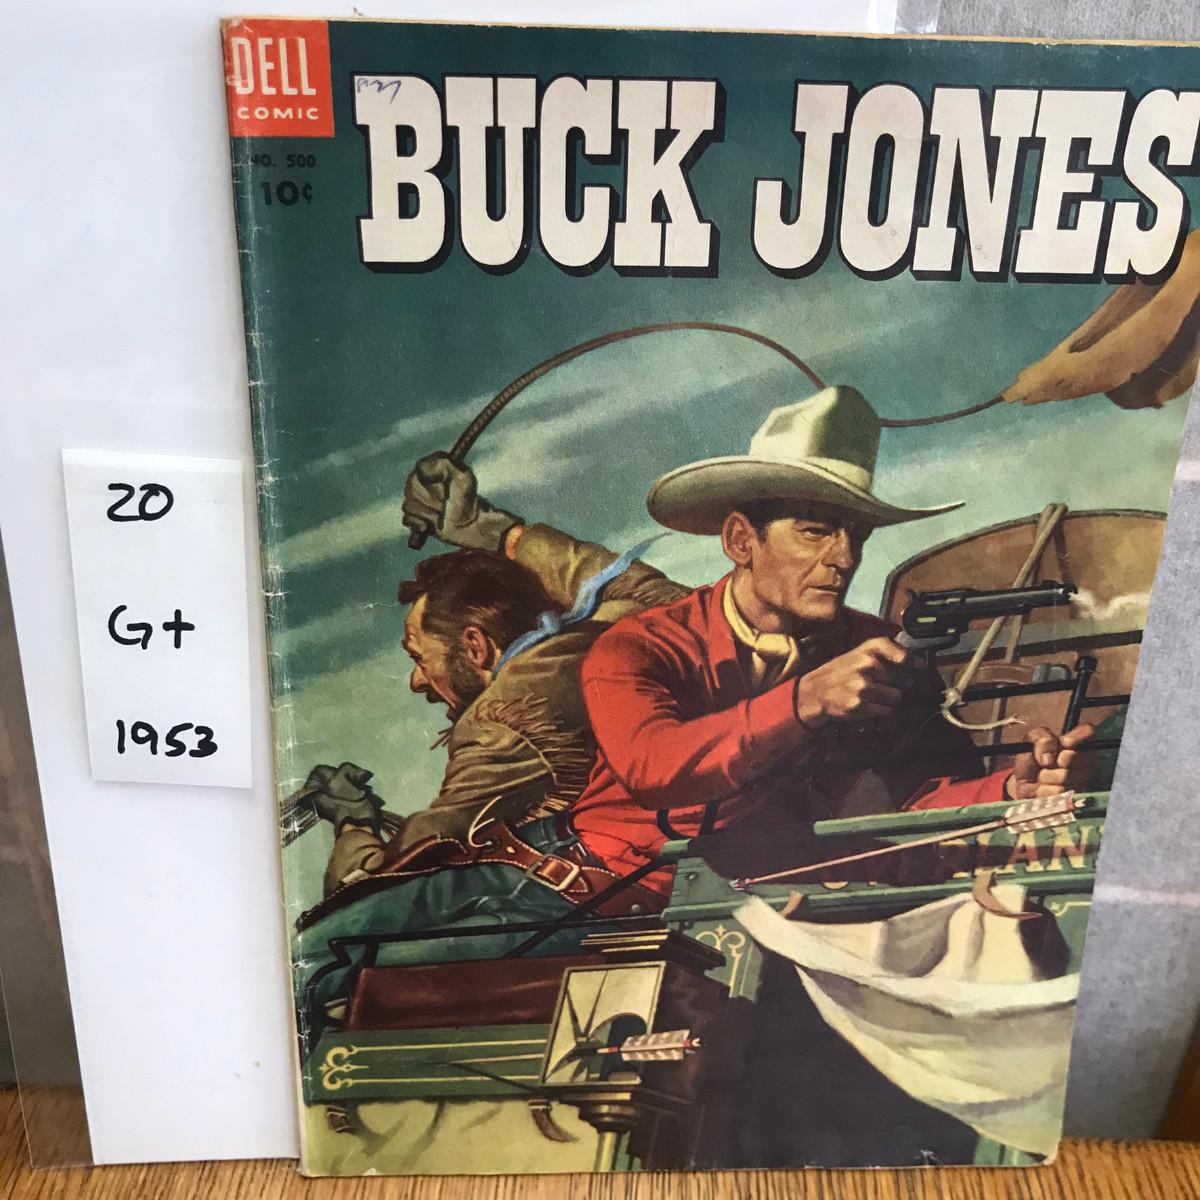 DELL
COMIC
NO. 500
10¢
BUCK JONES
20
G+
1953